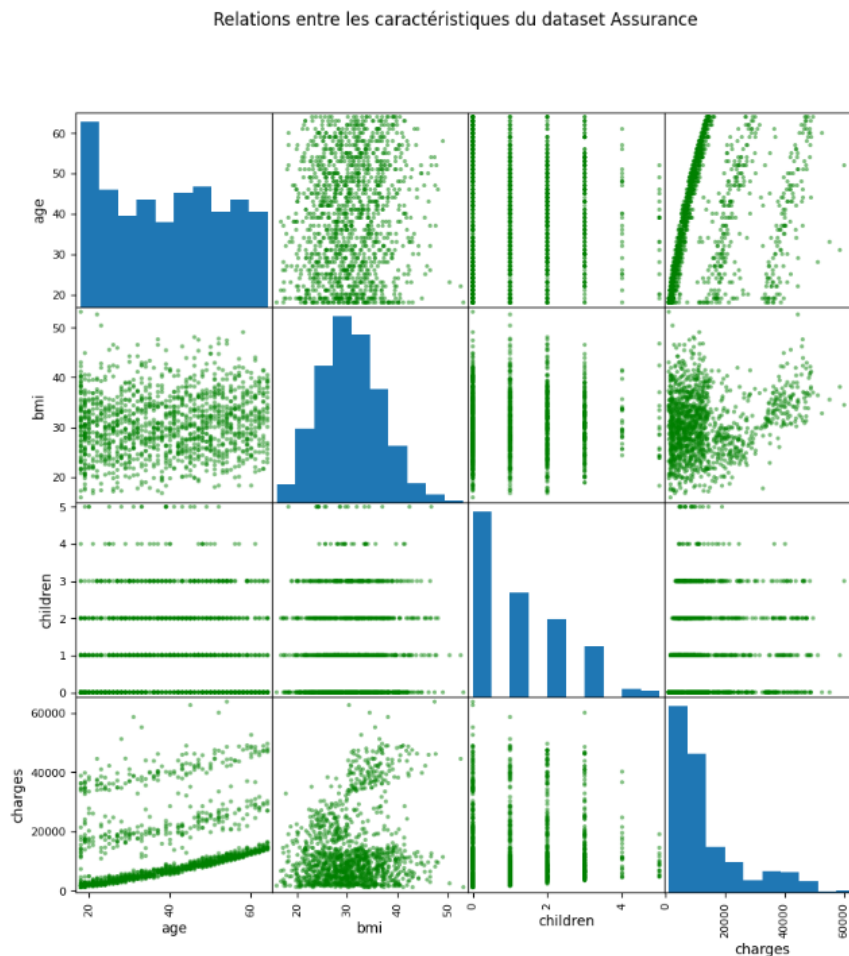 Relations entre les caractéristiques du dataset Assurance
60
50
40
30
20
age
50
40
30
20
bmi
5
4
3
2
1
0
children
60000
40000
20000
0
charges
20 40 60
age
20 30 40 50
bmi
0 2 4
children
0 20000 40000 60000
charges